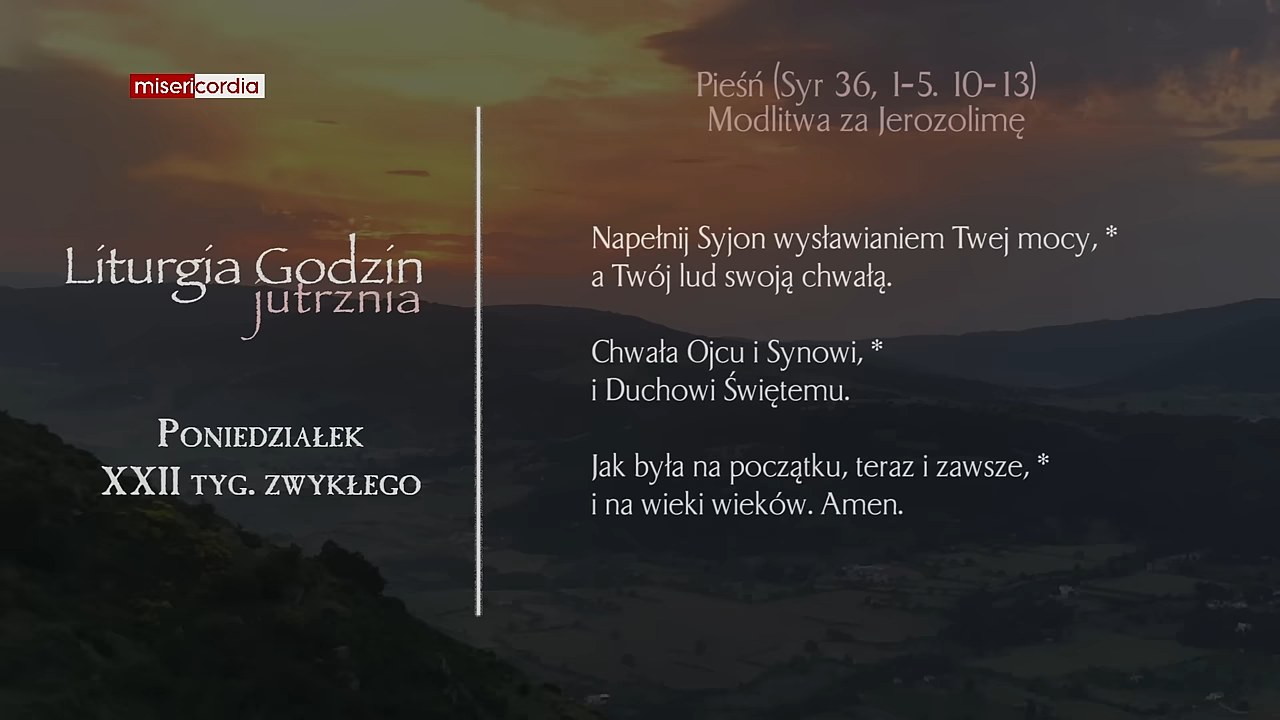 misericordia
Liturgia Godzin
jutrznia
Poniedziałek
XXII tyg. zwykłego
Pieśń (Syr 36, 1-5. 10-13)
Modlitwa za Jerozolimę
Napełnij Syjon wysławianiem Twej mocy, *
a Twój lud swoją chwałą.
Chwała Ojcu i Synowi, *
i Duchowi Świętemu.
Jak była na początku, teraz i zawsze, *
i na wieki wieków. Amen.